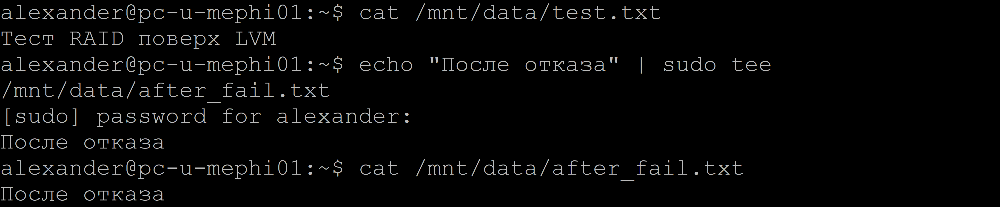 alexander@pc-u-mephi01:~$ cat /mnt/data/test.txt
Тест RAID поверх LVM
alexander@pc-u-mephi01:~$ echo "После отказа" | sudo tee
/mnt/data/after_fail.txt
[sudo] password for alexander:
После отказа
alexander@pc-u-mephi01:~$ cat /mnt/data/after_fail.txt
После отказа